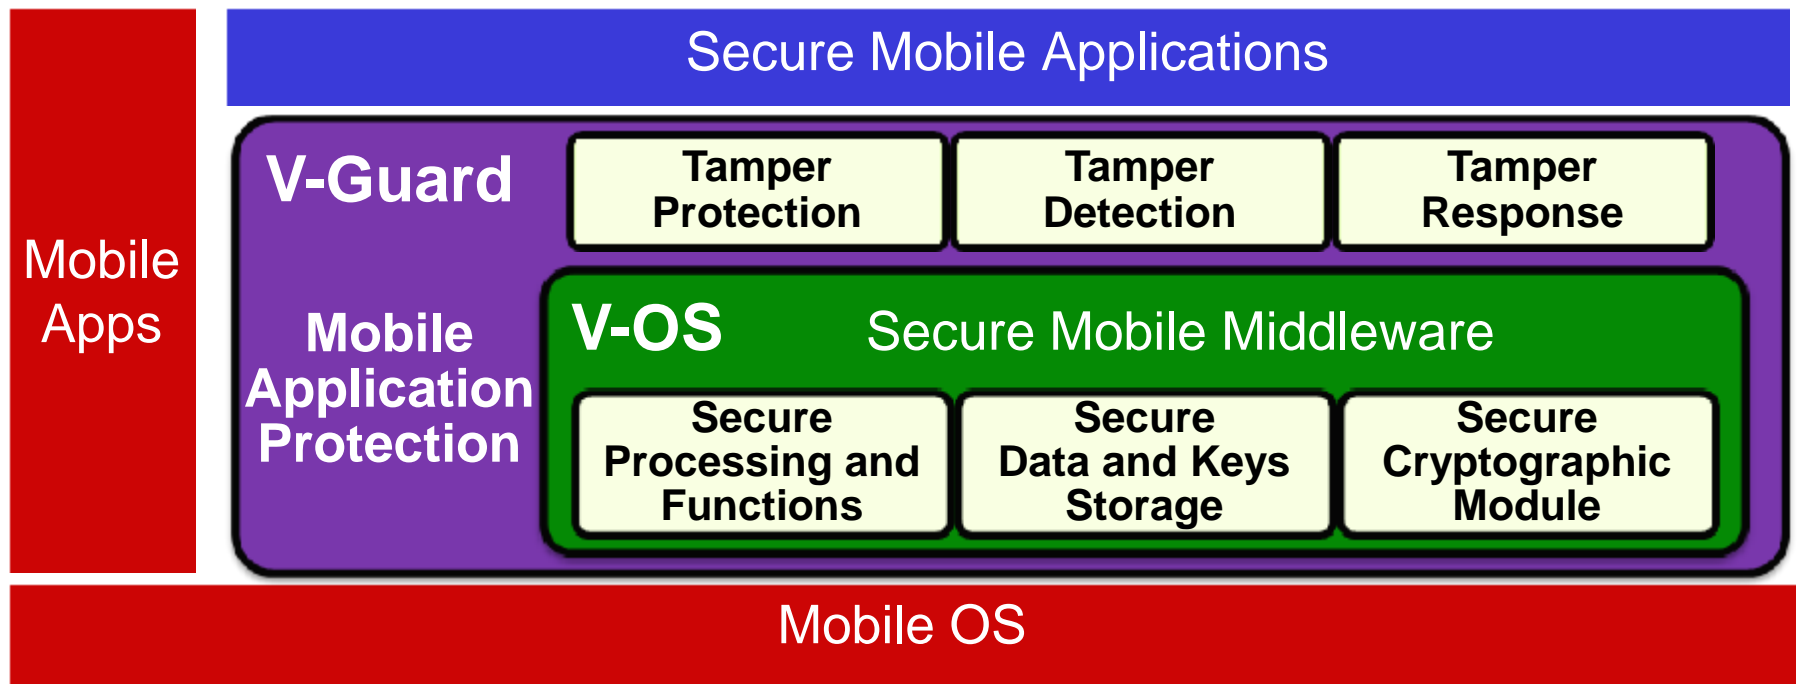 Secure Mobile Applications
Mobile
Apps
V-Guard
Tamper
Protection
Tamper
Detection
Tamper
Response
Mobile
Application
Protection
V-OS
Secure Mobile Middleware
Secure
Processing and
Functions
Secure
Data and Keys
Storage
Secure
Cryptographic
Module
Mobile OS